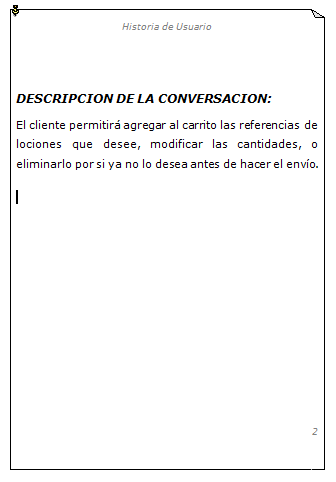 Historia de Usuario
DESCRIPCION DE LA CONVERSACION:
El cliente permitirá agregar al carrito las referencias de
lociones que desee, modificar las cantidades, o
eliminarlo por si ya no lo desea antes de hacer el envío.
2